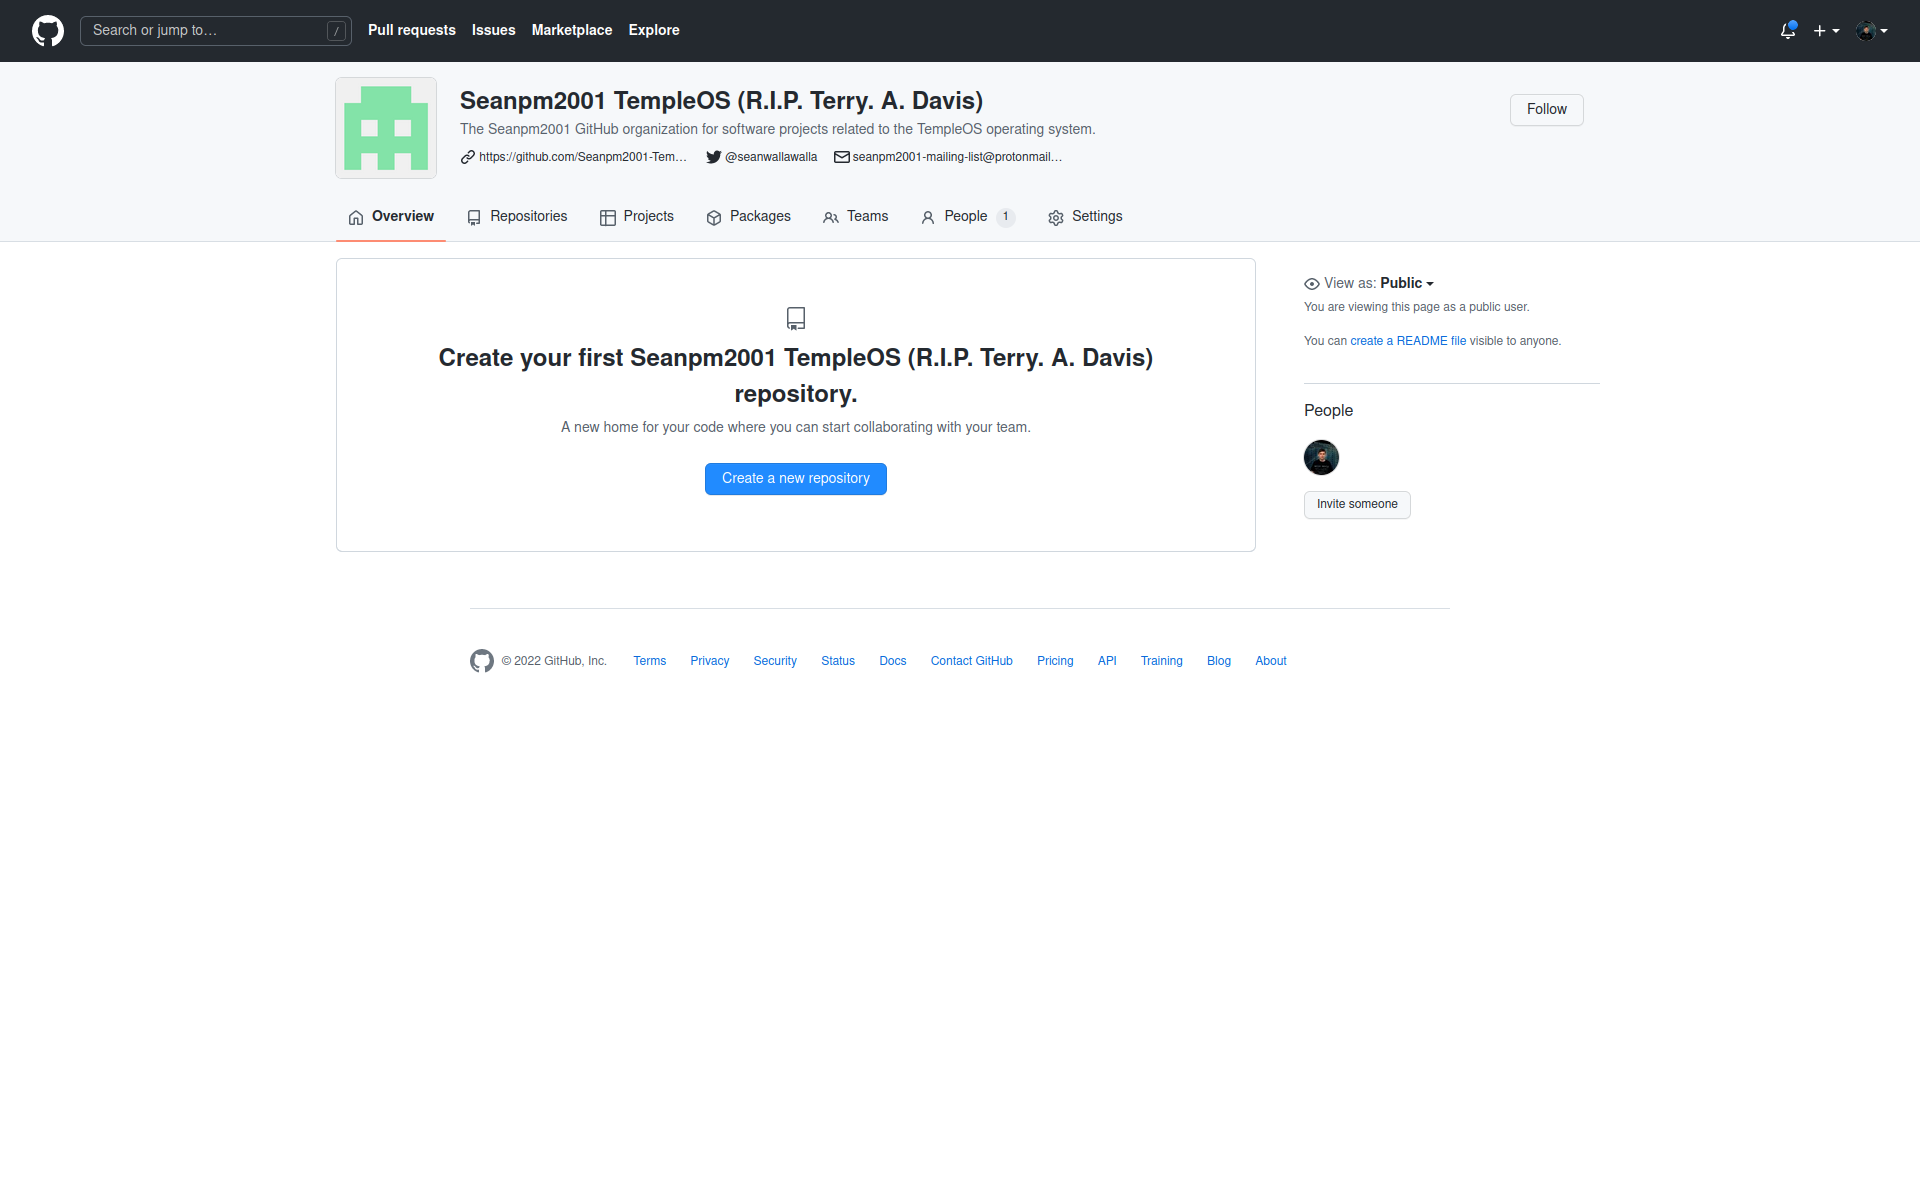 Search or jump to…
/
Pull requests
Issues
Marketplace
Explore
Seanpm2001 TempleOS (R.I.P. Terry. A. Davis)
The Seanpm2001 GitHub organization for software projects related to the TempleOS operating system.
https://github.com/Seanpm2001-Tem…
@seanwallawalla
seanpm2001-mailing-list@protonmail…
Follow
Overview
Repositories
Projects
Packages
Teams
People 1
Settings
Create your first Seanpm2001 TempleOS (R.I.P. Terry. A. Davis)
repository.
A new home for your code where you can start collaborating with your team.
Create a new repository
View as: Public
You are viewing this page as a public user.
You can create a README file visible to anyone.
People
Invite someone
© 2022 GitHub, Inc.
Terms
Privacy
Security
Status
Docs
Contact GitHub
Pricing
API
Training
Blog
About